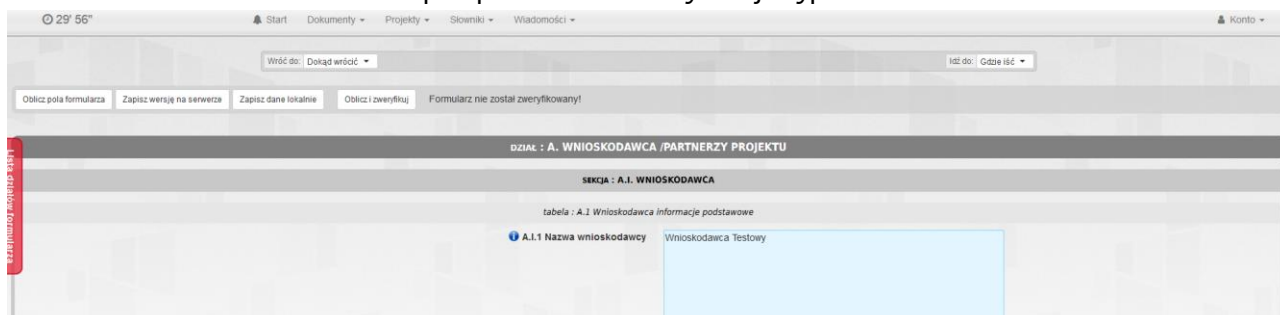 29' 56" Start Dokumenty Projekty Słowniki Wiadomości Konto
Wróć do: Dokąd wrócić Idź do: Gdzie iść
Oblicz pola formularza Zapisz wersję na serwerze Zapisz dane lokalnie Oblicz i zweryfikuj Formularz nie został zweryfikowany!
DZIAŁ : A. WNIOSKODAWCA /PARTNERZY PROJEKTU
Lista działów formularza
SEKCJA : A.I. WNIOSKODAWCA
tabela : A.1 Wnioskodawca informacje podstawowe
A.I.1 Nazwa wnioskodawcy Wnioskodawca Testowy